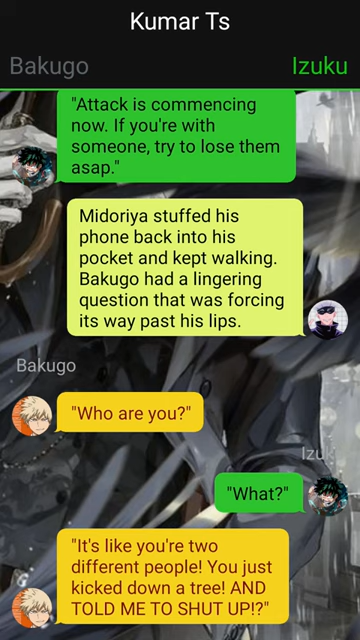 Kumar Ts
Bakugo
Izuku
"Attack is commencing
now. If you're with
someone, try to lose them
asap."
Midoriya stuffed his
phone back into his
pocket and kept walking.
Bakugo had a lingering
question that was forcing
its way past his lips.
Bakugo
"Who are you?"
Izuk
"What?"
"It's like you're two
different people! You just
kicked down a tree! AND
TOLD ME TO SHUT UP!?"